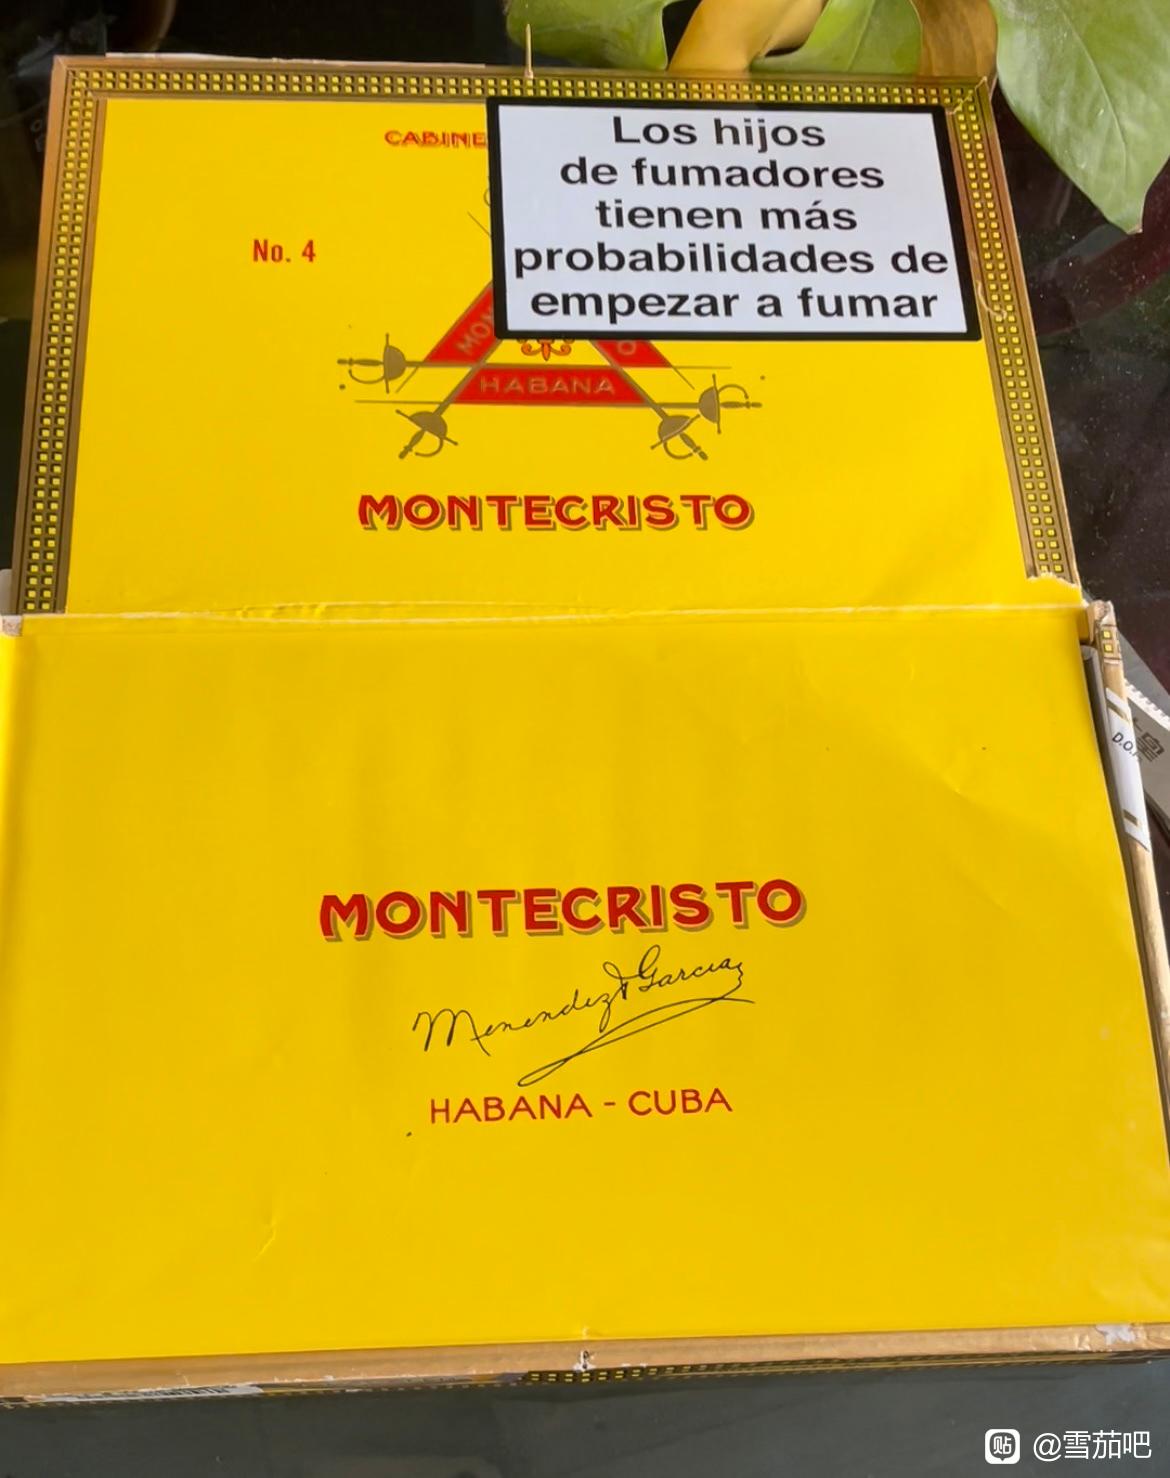 Los hijos
de fumadores
tienen más
probabilidades de
empezar a fumar
No. 4
HABANA
MONTECRISTO
MONTECRISTO
Menendez & Garcia
HABANA - CUBA
贴 @雪茄吧